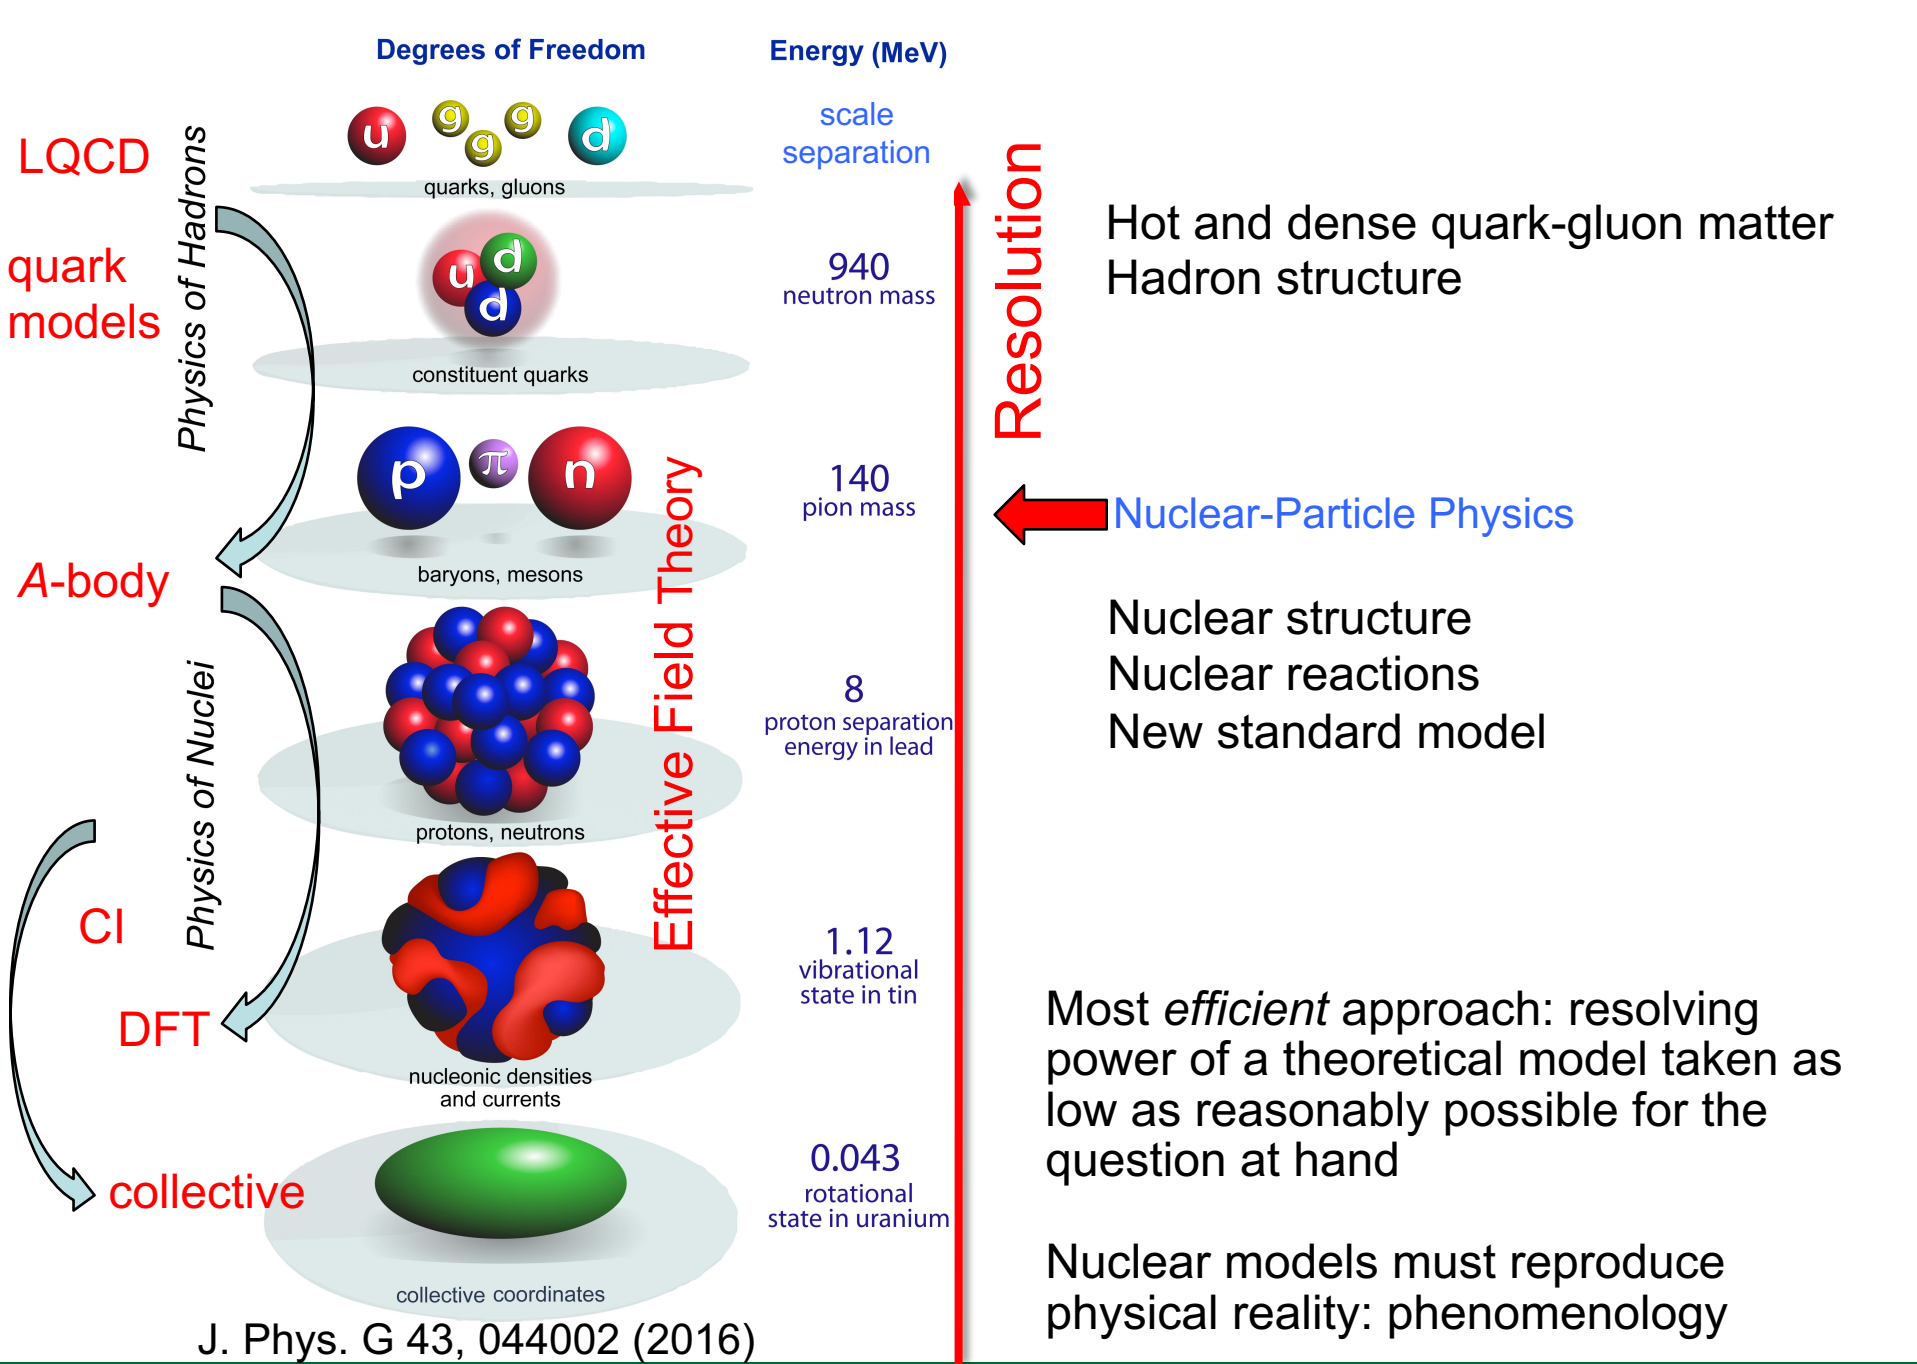 Degrees of Freedom
Energy (MeV)
u g g g d
quarks, gluons
scale
separation
LQCD
Physics of Hadrons
quark
models
u d d
constituent quarks
940
neutron mass
Resolution
Hot and dense quark-gluon matter
Hadron structure
p π n
baryons, mesons
140
pion mass
Nuclear-Particle Physics
A-body
Effective Field Theory
Physics of Nuclei
protons, neutrons
8
proton separation
energy in lead
Nuclear structure
Nuclear reactions
New standard model
CI
DFT
nucleonic densities
and currents
1.12
vibrational
state in tin
Most efficient approach: resolving
power of a theoretical model taken as
low as reasonably possible for the
question at hand
collective
collective coordinates
0.043
rotational
state in uranium
Nuclear models must reproduce
physical reality: phenomenology
J. Phys. G 43, 044002 (2016)